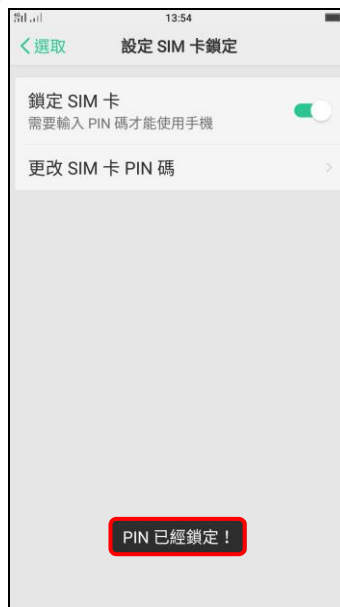 13:54
選取
設定 SIM 卡鎖定
鎖定 SIM 卡
需要輸入 PIN 碼才能使用手機
更改 SIM 卡 PIN 碼
PIN 已經鎖定！